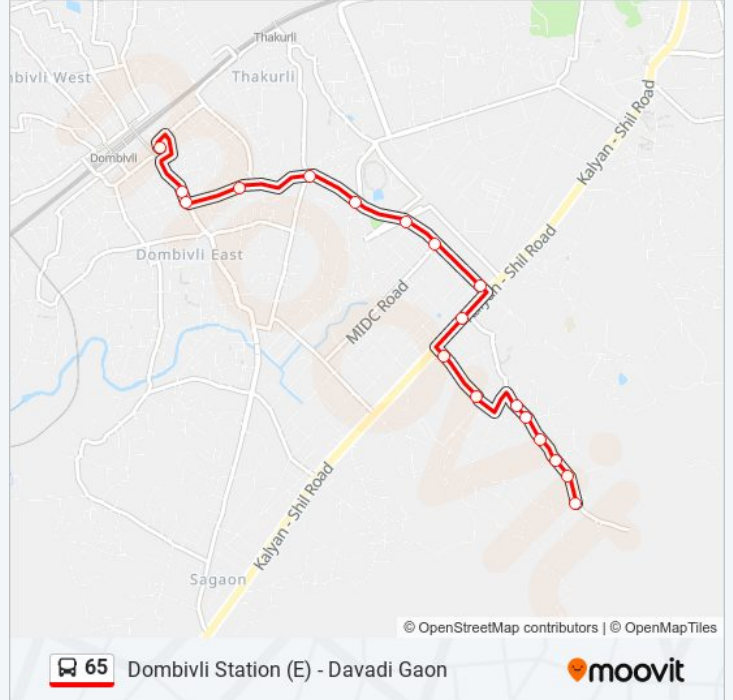 Thakurli
nbivli West
Thakurli
Dombivli
Kalyan - Shil Road
Dombivli East
Kalyan - Shil Road
MIDC Road
Kalyan - Shil Road
Sagaon
© OpenStreetMap contributors | © OpenMapTiles
65 Dombivli Station (E) - Davadi Gaon
moovit